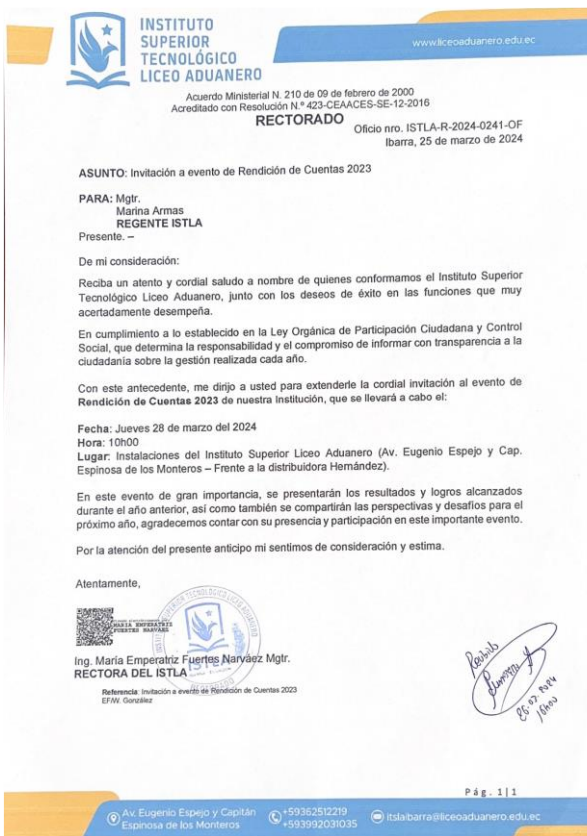 INSTITUTO
SUPERIOR
TECNOLÓGICO
LICEO ADUANERO
www.liceoaduanero.edu.ec
Acuerdo Ministerial N. 210 de 09 de febrero de 2000
Acreditado con Resolución N.º 423-CEAACES-SE-12-2016
RECTORADO
Oficio nro. ISTLA-R-2024-0241-OF
Ibarra, 25 de marzo de 2024
ASUNTO: Invitación a evento de Rendición de Cuentas 2023
PARA: Mgtr.
Marina Armas
REGENTE ISTLA
Presente. –
De mi consideración:
Reciba un atento y cordial saludo a nombre de quienes conformamos el Instituto Superior
Tecnológico Liceo Aduanero, junto con los deseos de éxito en las funciones que muy
acertadamente desempeña.
En cumplimiento a lo establecido en la Ley Orgánica de Participación Ciudadana y Control
Social, que determina la responsabilidad y el compromiso de informar con transparencia a la
ciudadanía sobre la gestión realizada cada año.
Con este antecedente, me dirijo a usted para extenderle la cordial invitación al evento de
Rendición de Cuentas 2023 de nuestra Institución, que se llevará a cabo el:
Fecha: Jueves 28 de marzo del 2024
Hora: 10h00
Lugar: Instalaciones del Instituto Superior Liceo Aduanero (Av. Eugenio Espejo y Cap.
Espinosa de los Monteros – Frente a la distribuidora Hernández).
En este evento de gran importancia, se presentarán los resultados y logros alcanzados
durante el año anterior, así como también se compartirán las perspectivas y desafíos para el
próximo año, agradecemos contar con su presencia y participación en este importante evento.
Por la atención del presente anticipo mi sentimos de consideración y estima.
Atentamente,
MARIA EMPERATRIZ
FUERTES NARVAEZ
Ing. María Emperatriz Fuertes Narváez Mgtr.
RECTORA DEL ISTLA
Referencia: Invitación a evento de Rendición de Cuentas 2023
EF/W. González
Recibido
26-03-2024
16h00
Pág. 1|1
Av. Eugenio Espejo y Capitán
Espinosa de los Monteros
+59362512219
+593992031035
itslaibarra@liceoaduanero.edu.ec